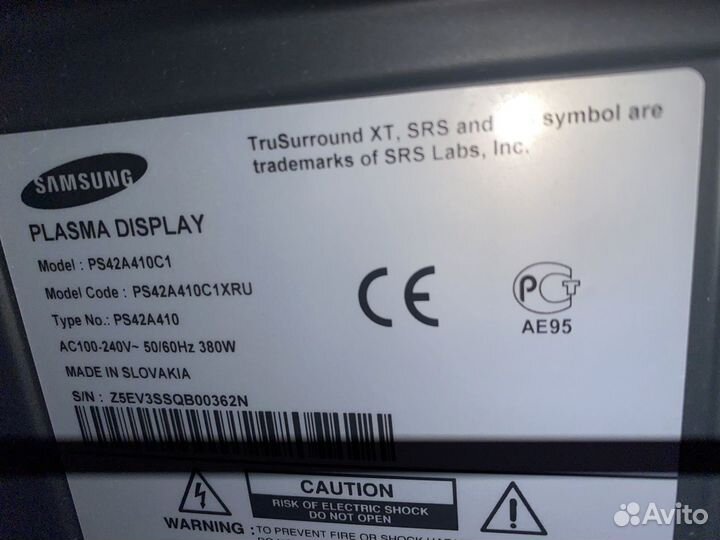 TruSurround XT, SRS and symbol are
trademarks of SRS Labs, Inc.
SAMSUNG
PLASMA DISPLAY
Model : PS42A410C1
Model Code : PS42A410C1XRU
Type No.: PS42A410
AC100-240V~ 50/60Hz 380W
MADE IN SLOVAKIA
S/N : Z5EV3SSQB00362N
CE
РСТ
AE95
CAUTION
RISK OF ELECTRIC SHOCK
DO NOT OPEN
WARNING : TO PREVENT FIRE OR SHOCK
Avito